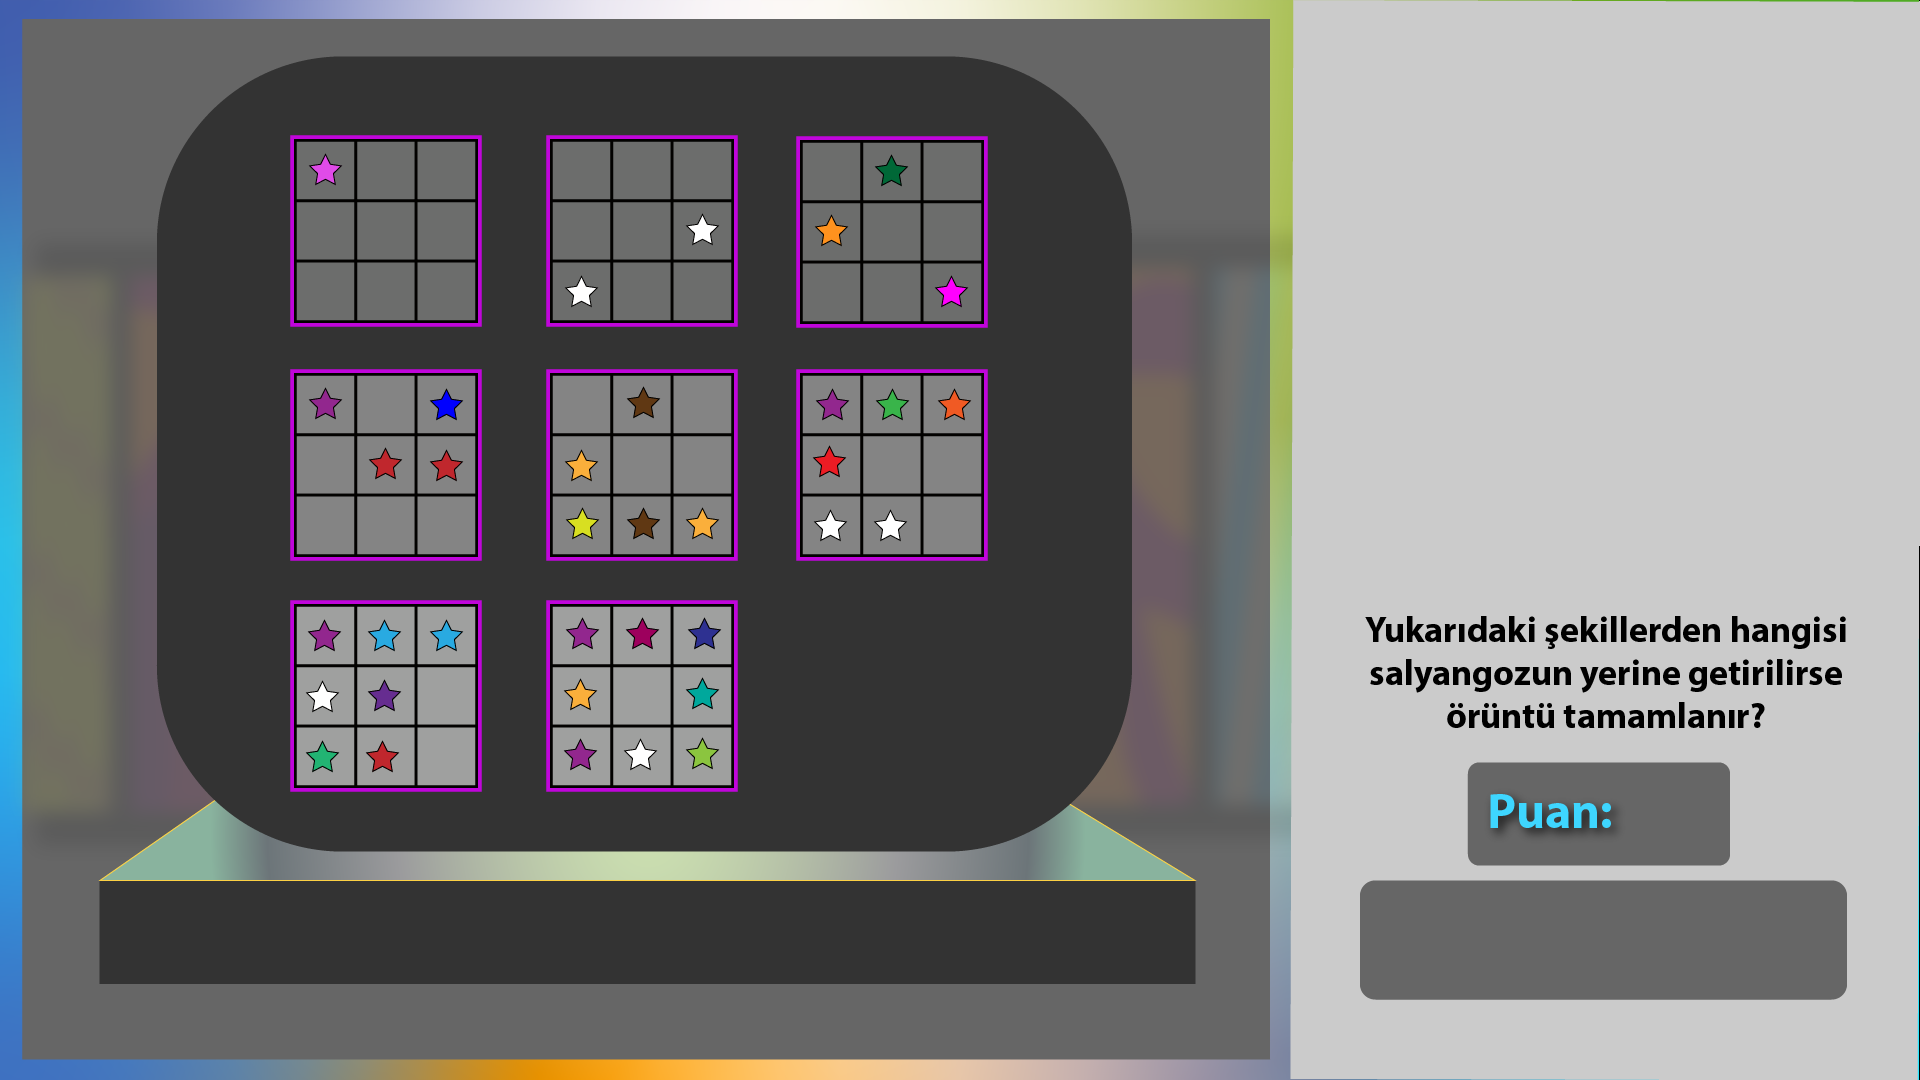 Yukarıdaki şekillerden hangisi
salyangozun yerine getirilirse
örüntü tamamlanır?
Puan: